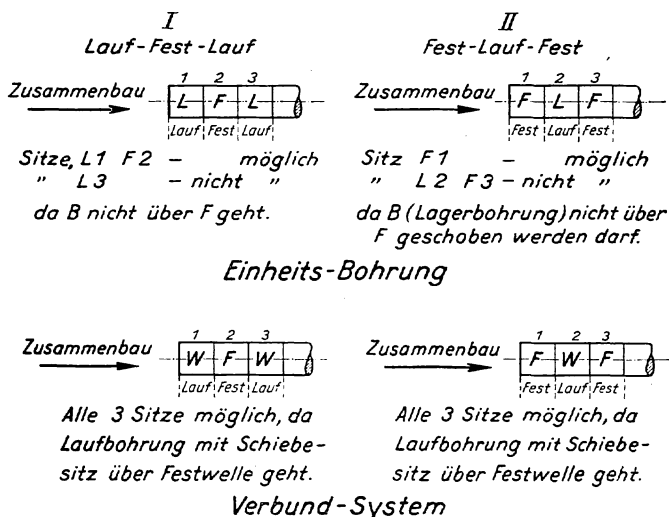 I
Lauf-Fest-Lauf
Zusammenbau
1 2 3
L F L
Lauf Fest Lauf
Sitze, L1 F2 – möglich
" L3 – nicht "
da B nicht über F geht.
II
Fest-Lauf-Fest
Zusammenbau
1 2 3
F L F
Fest Lauf Fest
Sitz F1 – möglich
" L2 F3 – nicht "
da B (Lagerbohrung) nicht über
F geschoben werden darf.
Einheits-Bohrung
Zusammenbau
1 2 3
W F W
Lauf Fest Lauf
Alle 3 Sitze möglich, da
Laufbohrung mit Schiebe-
sitz über Festwelle geht.
Zusammenbau
1 2 3
F W F
Fest Lauf Fest
Alle 3 Sitze möglich, da
Laufbohrung mit Schiebe-
sitz über Festwelle geht.
Verbund-System